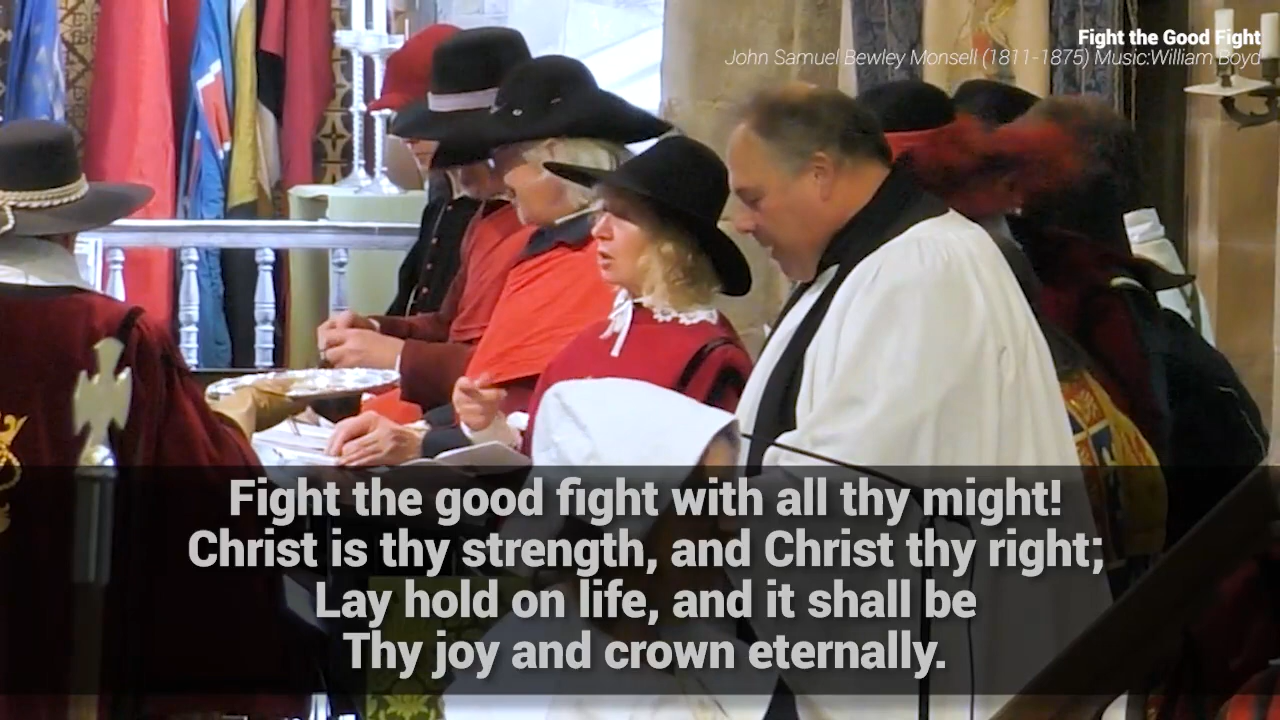 Fight the Good Fight
John Samuel Bewley Monsell (1811-1875) Music:William Boyd
Fight the good fight with all thy might!
Christ is thy strength, and Christ thy right;
Lay hold on life, and it shall be
Thy joy and crown eternally.